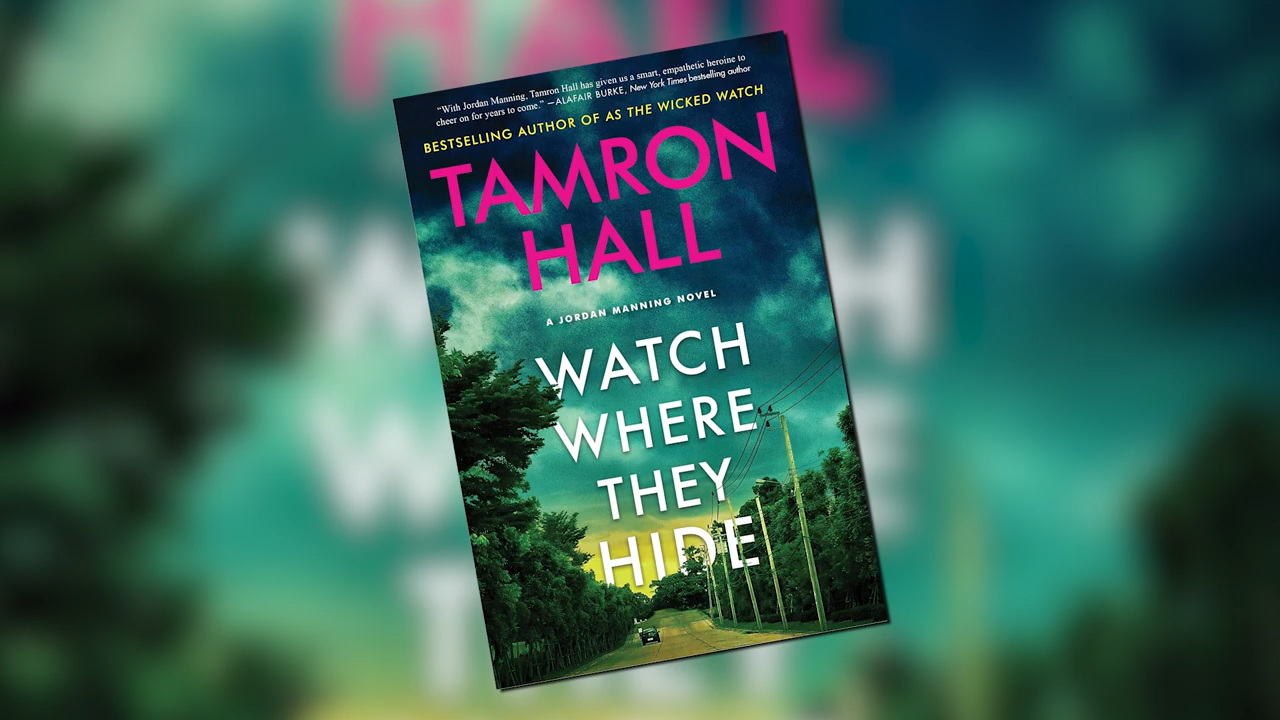 “With Jordan Manning, Tamron Hall has given us a smart, empathetic heroine to
cheer on for years to come.” —ALAFAIR BURKE, New York Times bestselling author
BESTSELLING AUTHOR OF AS THE WICKED WATCH
TAMRON
HALL
A JORDAN MANNING NOVEL
WATCH
WHERE
THEY
HIDE